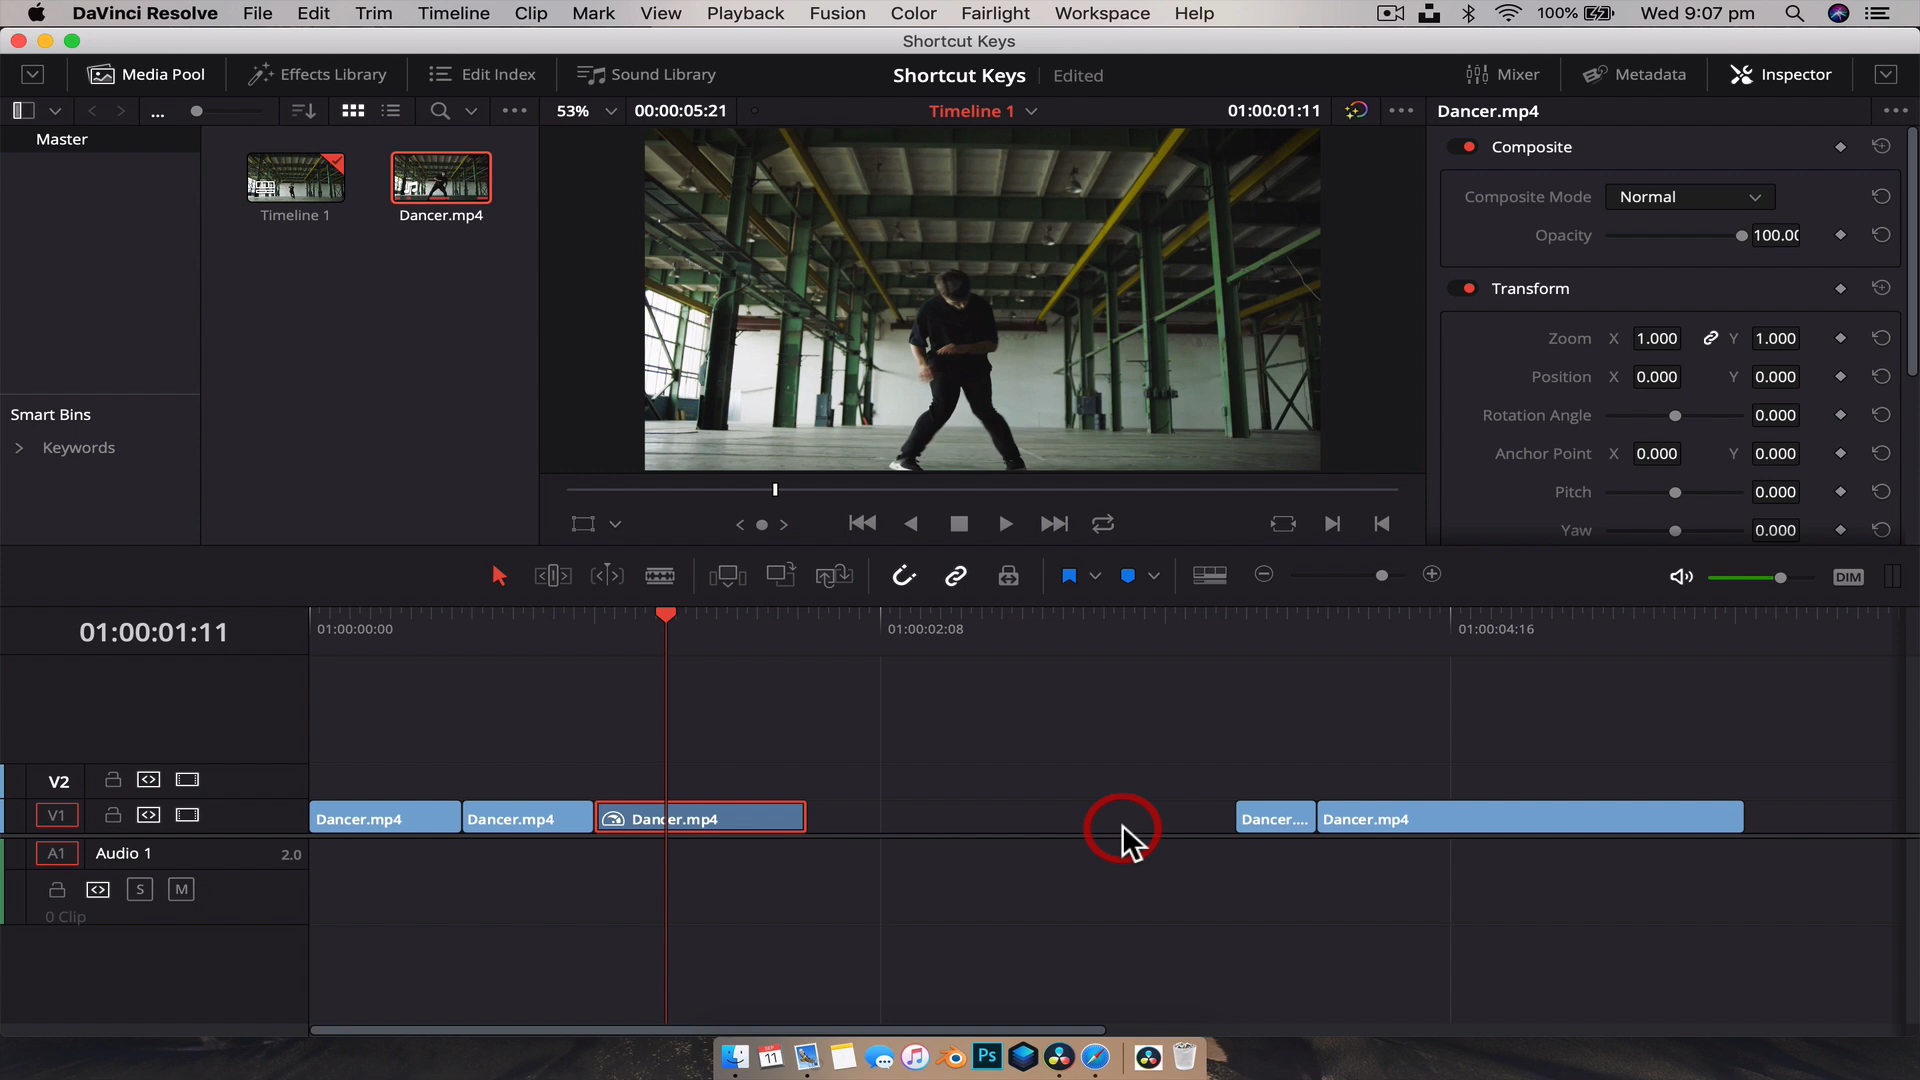 DaVinci Resolve File Edit Trim Timeline Clip Mark View Playback Fusion Color Fairlight Workspace Help 100% Wed 9:07 pm
Shortcut Keys
Media Pool Effects Library Edit Index Sound Library Shortcut Keys Edited Mixer Metadata Inspector
... 53% 00:00:05:21 Timeline 1 01:00:01:11 Dancer.mp4
Master
Timeline 1 Dancer.mp4
Smart Bins
Keywords
Composite
Composite Mode Normal
Opacity 100.00
Transform
Zoom X 1.000 Y 1.000
Position X 0.000 Y 0.000
Rotation Angle 0.000
Anchor Point X 0.000 Y 0.000
Pitch 0.000
Yaw 0.000
DIM
01:00:01:11 01:00:00:00 01:00:02:08 01:00:04:16
V2
V1 Dancer.mp4 Dancer.mp4 Dancer.mp4 Dancer.... Dancer.mp4
A1 Audio 1 2.0
S M
0 Clip
SEP
11
Ps